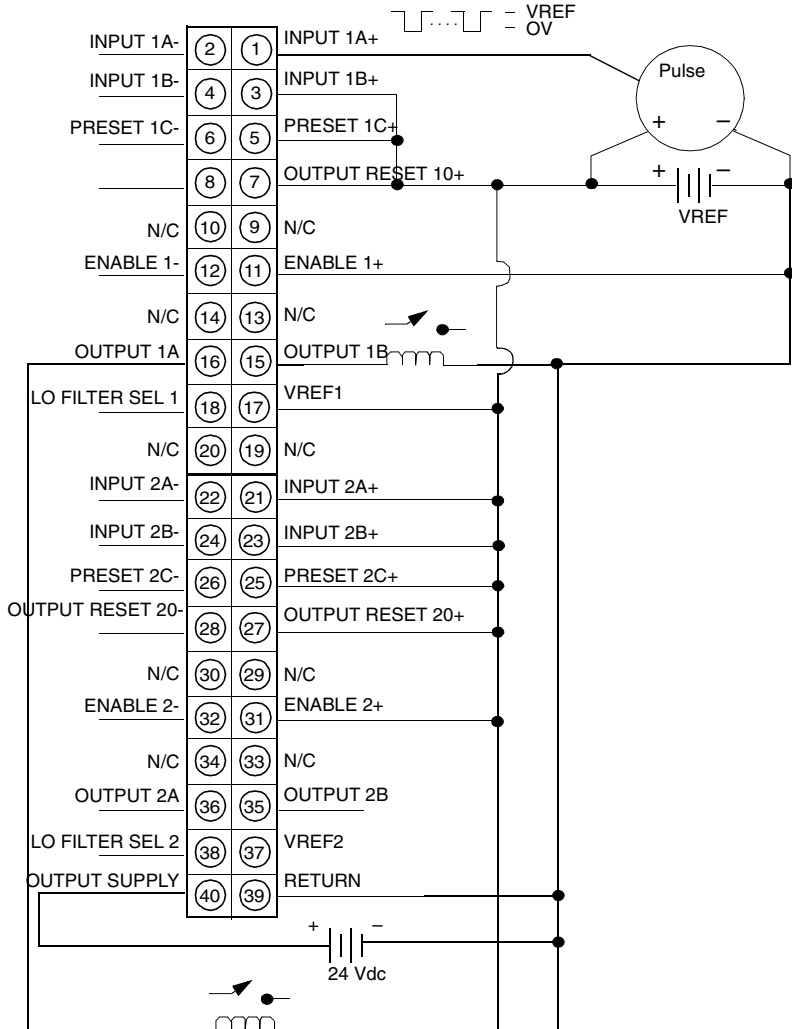 VREF
OV
INPUT 1A- 2 1 INPUT 1A+
Pulse
+ −
INPUT 1B- 4 3 INPUT 1B+
PRESET 1C- 6 5 PRESET 1C+
8 7 OUTPUT RESET 10+
+ −
VREF
N/C 10 9 N/C
ENABLE 1- 12 11 ENABLE 1+
N/C 14 13 N/C
OUTPUT 1A 16 15 OUTPUT 1B
LO FILTER SEL 1 18 17 VREF1
N/C 20 19 N/C
INPUT 2A- 22 21 INPUT 2A+
INPUT 2B- 24 23 INPUT 2B+
PRESET 2C- 26 25 PRESET 2C+
OUTPUT RESET 20- 28 27 OUTPUT RESET 20+
N/C 30 29 N/C
ENABLE 2- 32 31 ENABLE 2+
N/C 34 33 N/C
OUTPUT 2A 36 35 OUTPUT 2B
LO FILTER SEL 2 38 37 VREF2
OUTPUT SUPPLY 40 39 RETURN
+ −
24 Vdc